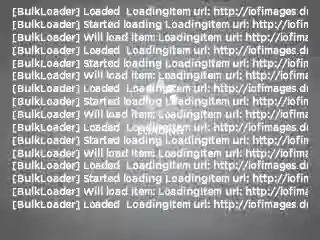 [BulkLoader] Loaded LoadingItem url: http://iofimages.d
[BulkLoader] Started loading LoadingItem url: http://iofi
[BulkLoader] Will load item: LoadingItem url: http://iofima
[BulkLoader] Loaded LoadingItem url: http://iofimages.d
[BulkLoader] Started loading LoadingItem url: http://iofi
[BulkLoader] Will load item: LoadingItem url: http://iofima
[BulkLoader] Loaded LoadingItem url: http://iofimages.d
[BulkLoader] Started loading LoadingItem url: http://iofi
[BulkLoader] Will load item: LoadingItem url: http://iofima
[BulkLoader] Loaded LoadingItem url: http://iofimages.d
LOADING
[BulkLoader] Started loading LoadingItem url: http://iofi
[BulkLoader] Will load item: LoadingItem url: http://iofima
[BulkLoader] Loaded LoadingItem url: http://iofimages.d
[BulkLoader] Started loading LoadingItem url: http://iofi
[BulkLoader] Will load item: LoadingItem url: http://iofima
[BulkLoader] Loaded LoadingItem url: http://iofimages.d